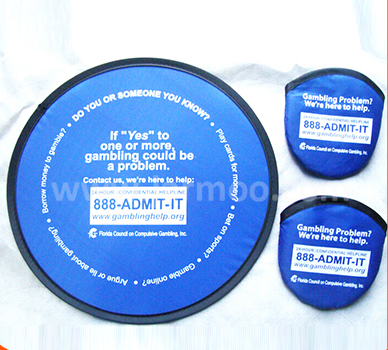 • DO YOU OR SOMEONE YOU KNOW? •
Play cards for money? •
Bet on sports? •
Gamble online? •
Argue or lie about gambling? •
Borrow money to gamble?
If "Yes" to
one or more,
gambling could be
a problem.
Contact us, we're here to help:
24-HOUR CONFIDENTIAL HELPLINE
888-ADMIT-IT
www.gamblinghelp.org
Florida Council on Compulsive Gambling, Inc.
Gambling Problem?
We're here to help.
24-HOUR CONFIDENTIAL HELPLINE
888-ADMIT-IT
www.gamblinghelp.org
Florida Council on Compulsive Gambling, Inc.
Gambling Problem?
We're here to help.
24-HOUR CONFIDENTIAL HELPLINE
888-ADMIT-IT
www.gamblinghelp.org
Florida Council on Compulsive Gambling, Inc.